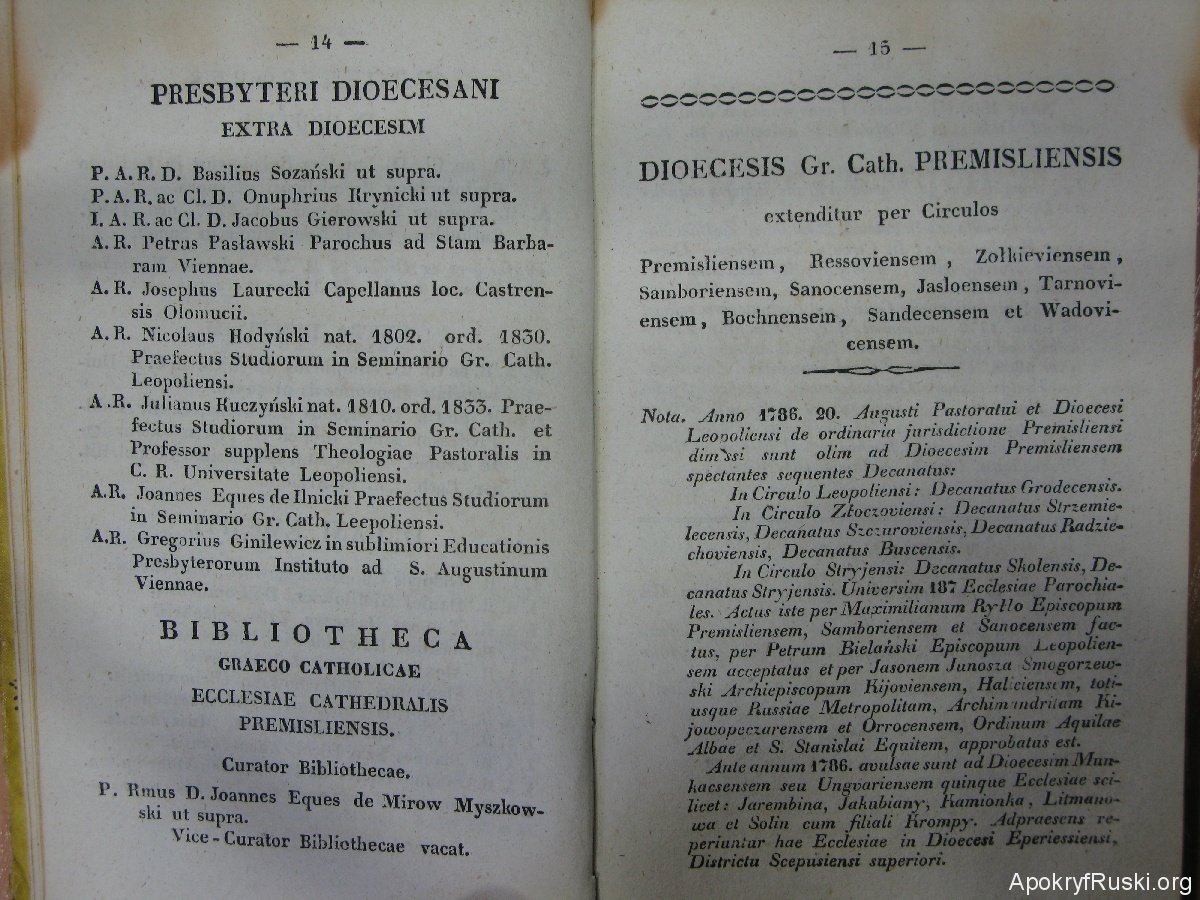 — 14 —
PRESBYTERI DIOECESANI
EXTRA DIOECESIM
P. A. R. D. Basilius Sozański ut supra.
P. A. R. ac Cl. D. Onuphrius Krynicki ut supra.
I. A. R. ac Cl. D. Jacobus Gierowski ut supra.
A. R. Petrus Pasławski Parochus ad Stam Barba-
ram Viennae.
A. R. Josephus Laurecki Capellanus loc. Castren-
sis Olomucii.
A. R. Nicolaus Hodyński nat. 1802. ord. 1830.
Praefectus Studiorum in Seminario Gr. Cath.
Leopoliensi.
A .R. Julianus Kuczyński nat. 1810. ord. 1833. Prae-
fectus Studiorum in Seminario Gr. Cath. et
Professor supplens Theologiae Pastoralis in
C. R. Universitate Leopoliensi.
A. R. Joannes Eques de Ilnicki Praefectus Studiorum
in Seminario Gr. Cath. Leepoliensi.
A. R. Gregorius Ginilewicz in sublimiori Educationis
Presbyterorum Instituto ad S. Augustinum
Viennae.
BIBLIOTHECA
GRAECO CATHOLICAE
ECCLESIAE CATHEDRALIS
PREMISLIENSIS.
Curator Bibliothecae.
P. Rmus D. Joannes Eques de Mirow Myszkow-
ski ut supra.
Vice-Curator Bibliothecae vacat.
— 15 —
DIOECESIS Gr. Cath. PREMISLIENSIS
extenditur per Circulos
Premisliensem, Ressoviensem, Zołkieviensem,
Samboriensem, Sanocensem, Jasloensem, Tarnovi-
ensem, Bochnensem, Sandecensem et Wadovi-
censem.
Nota. Anno 1786. 20. Augusti Pastoratui et Dioecesi
Leopoliensi de ordinaria jurisdictione Premisliensi
dimissi sunt olim ad Dioecesim Premisliensem
spectantes sequentes Decanatus:
In Circulo Leopoliensi: Decanatus Grodecensis.
In Circulo Złoczoviensi: Decanatus Strzemie-
lecensis, Decanatus Szczuroviensis, Decanatus Radzie-
choviensis, Decanatus Buscensis.
In Circulo Stryjensi: Decanatus Skolensis, De-
canatus Stryjensis. Universim 187 Ecclesiae Parochia-
les. Actus iste per Maximilianum Ryłło Episcopum
Premisliensem, Samboriensem et Sanocensem fac-
tus, per Petrum Bielański Episcopum Leopolien-
sem acceptatus et per Jasonem Junosza Smogorzew-
ski Archiepiscopum Kijoviensem, Haliciensem, toti-
usque Russiae Metropolitam, Archimandritam Ki-
jowopeczarensem et Orrocensem, Ordinum Aquilae
Albae et S. Stanislai Equitem, approbatus est.
Ante annum 1786. avulsae sunt ad Dioecesim Mun-
kacsensem seu Ungvariensem quinque Ecclesiae sci-
licet: Jarembina, Jakubiany, Kamionka, Litmano-
wa et Solin cum filiali Krompy. Adpraesens re-
periuntur hae Ecclesiae in Dioecesi Eperiessiensi,
Districtu Scepusiensi superiori.
ApokryfRuski.org